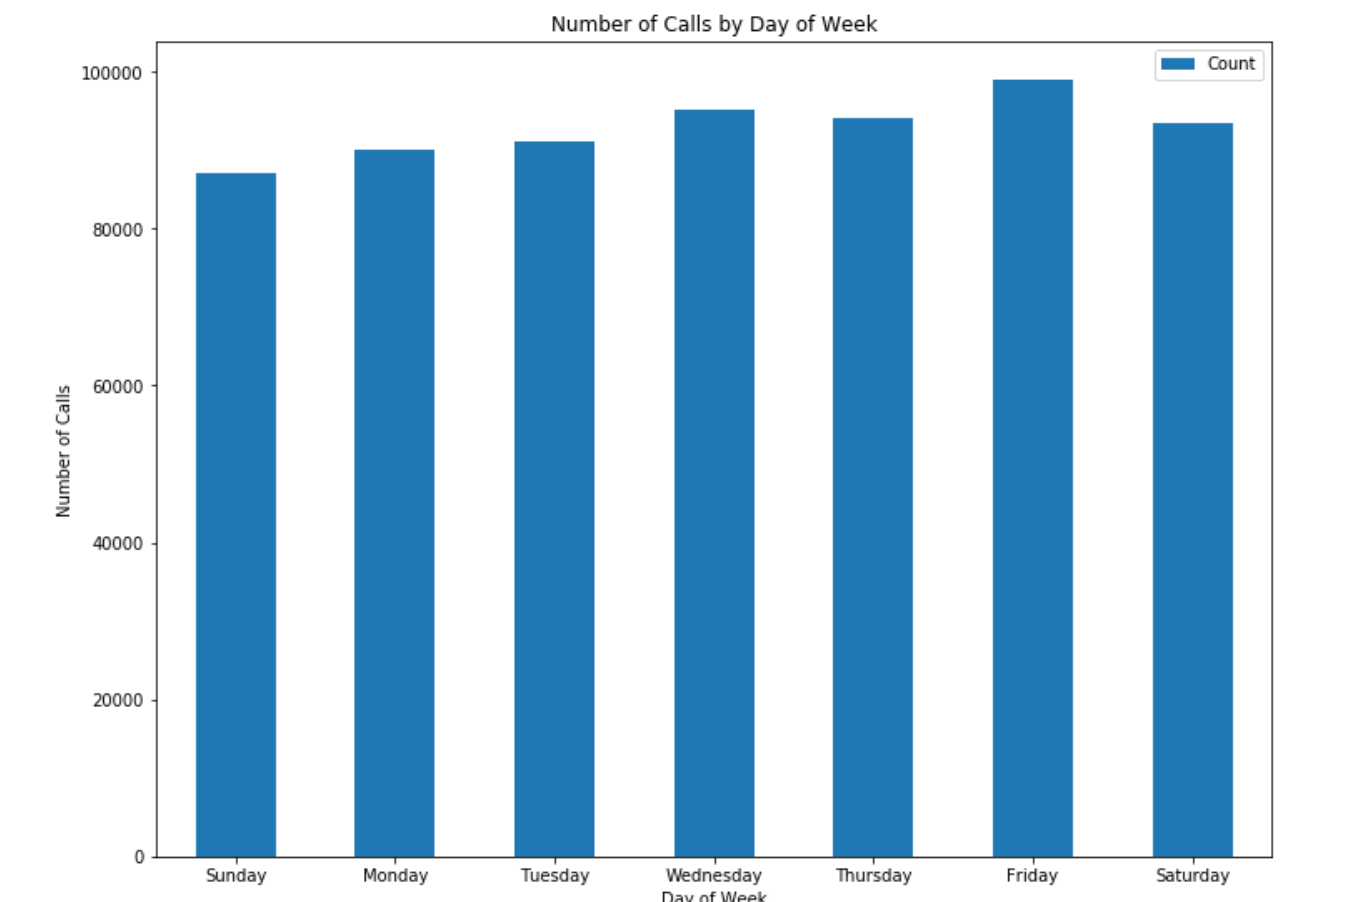 Number of Calls by Day of Week
Count
100000
80000
60000
40000
20000
0
Number of Calls
Sunday Monday Tuesday Wednesday Thursday Friday Saturday
Day of Week